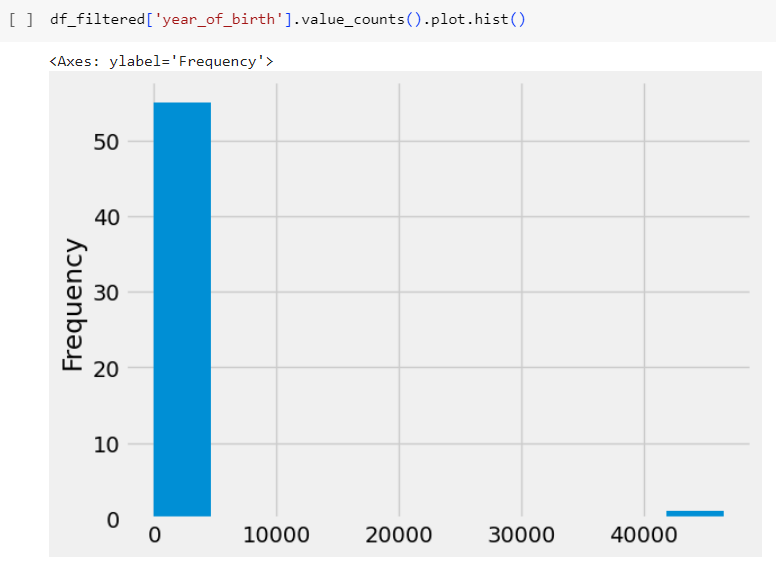 [ ] df_filtered['year_of_birth'].value_counts().plot.hist()
<Axes: ylabel='Frequency'>
50
40
30
20
10
0
Frequency
0 10000 20000 30000 40000